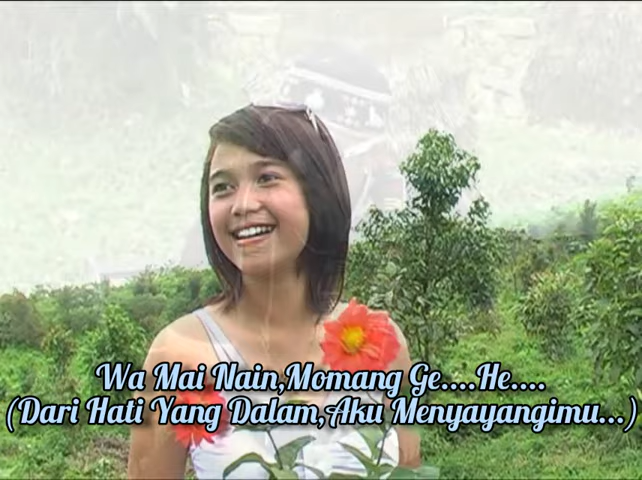 Wa Mai Nain,Momang Ge....He....
(Dari Hati Yang Dalam,Aku Menyayangimu...)